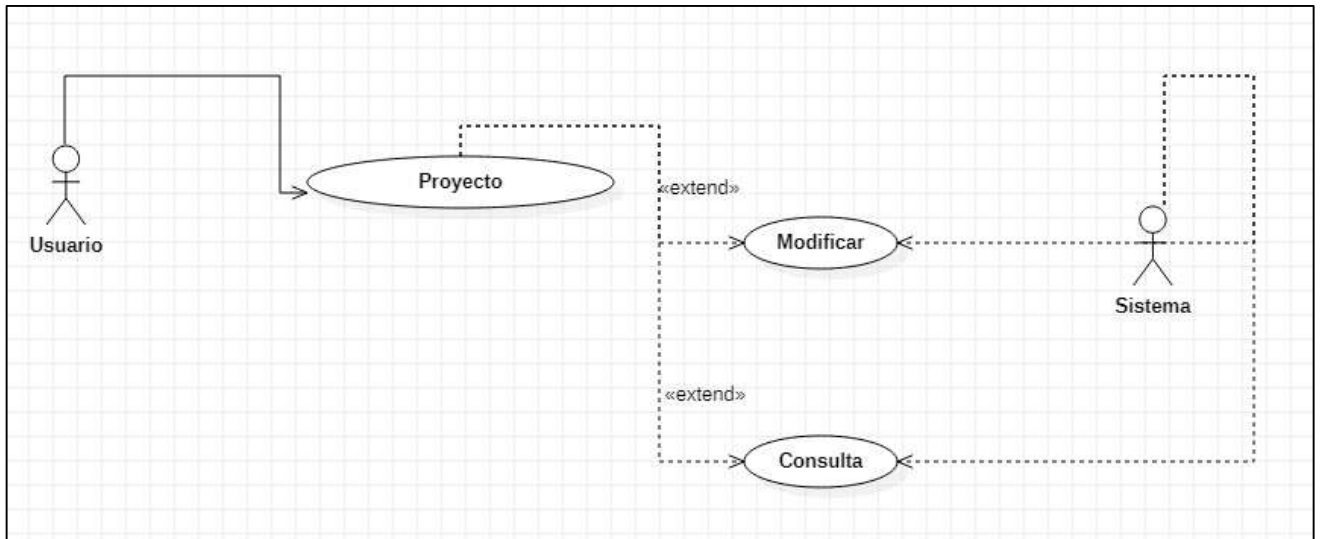 Proyecto
«extend»
Modificar
Usuario
Sistema
«extend»
Consulta